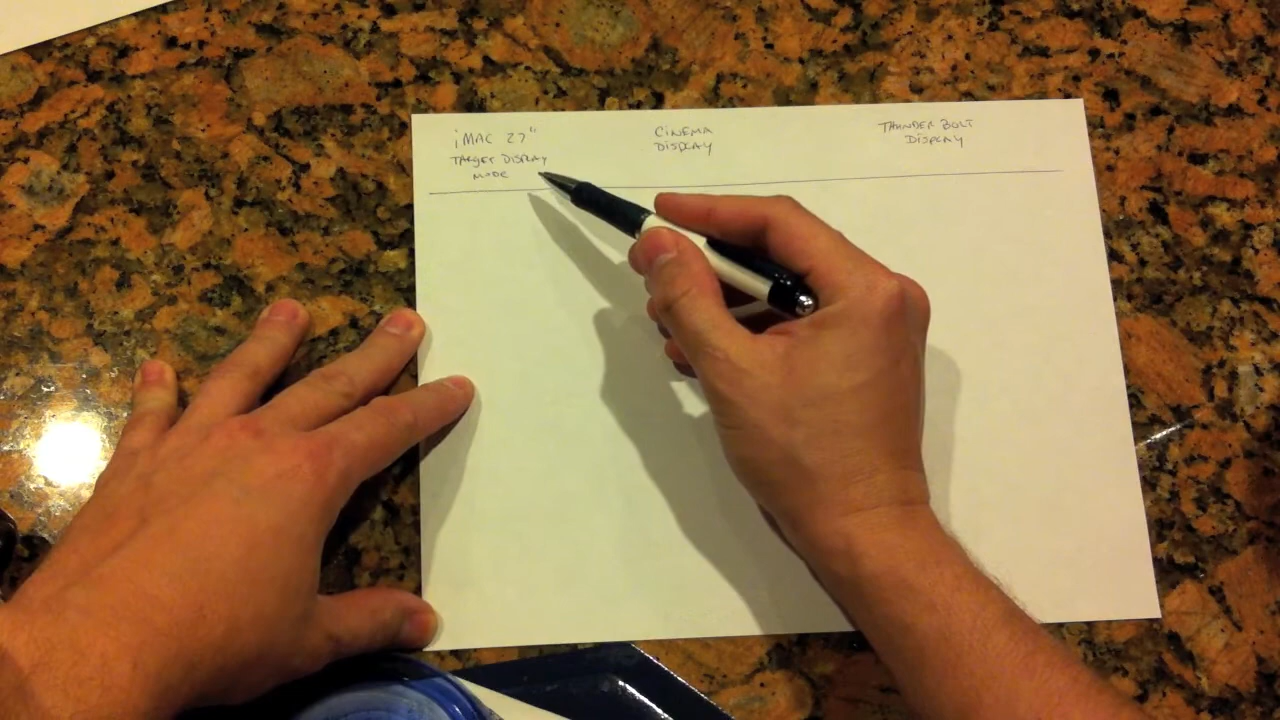 iMAC 27"
TARGET DISPLAY
MODE
CINEMA
DISPLAY
THUNDER BOLT
DISPLAY